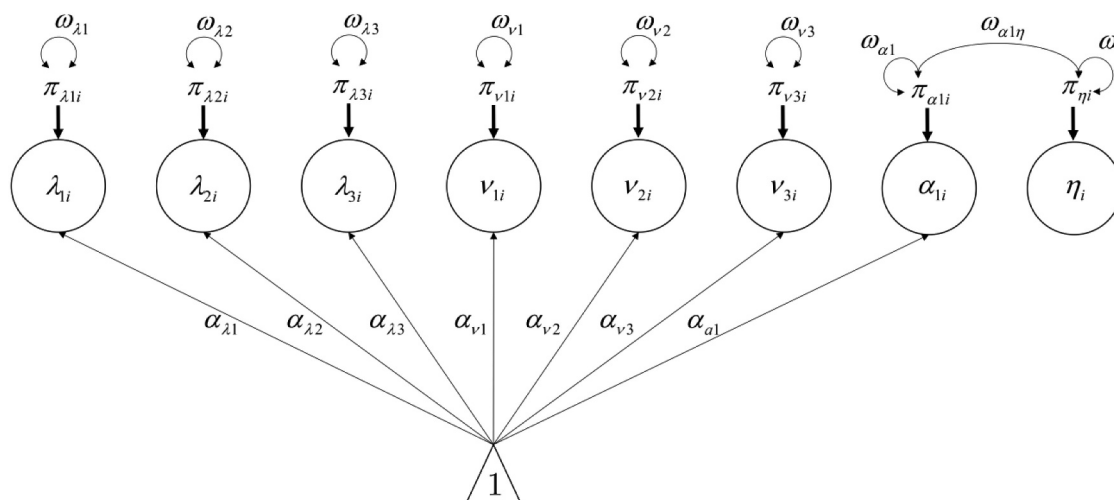 ω_λ1 ω_λ2 ω_λ3 ω_ν1 ω_ν2 ω_ν3 ω_α1 ω_α1η ω
π_λ1i π_λ2i π_λ3i π_ν1i π_ν2i π_ν3i π_α1i π_ηi
λ_1i λ_2i λ_3i ν_1i ν_2i ν_3i α_1i η_i
α_λ1 α_λ2 α_λ3 α_ν1 α_ν2 α_ν3 α_a1
1